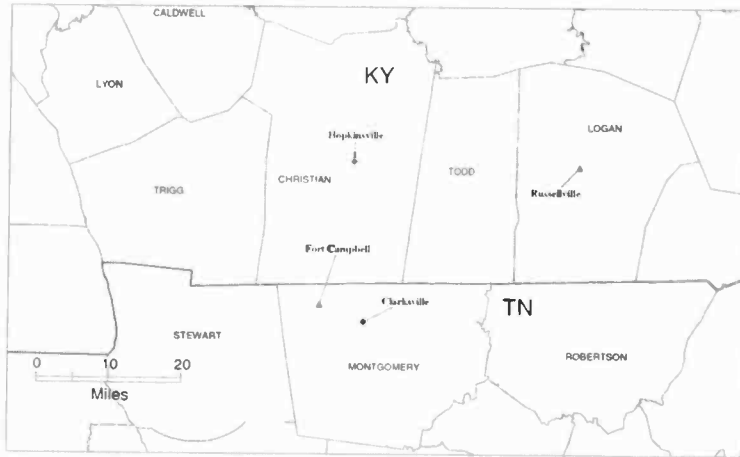 CALDWELL
KY
LYON
LOGAN
Hopkinsville
TODD
CHRISTIAN
TRIGG
Russellville
Fort Campbell
Clarksville
TN
STEWART
ROBERTSON
MONTGOMERY
0 10 20
Miles